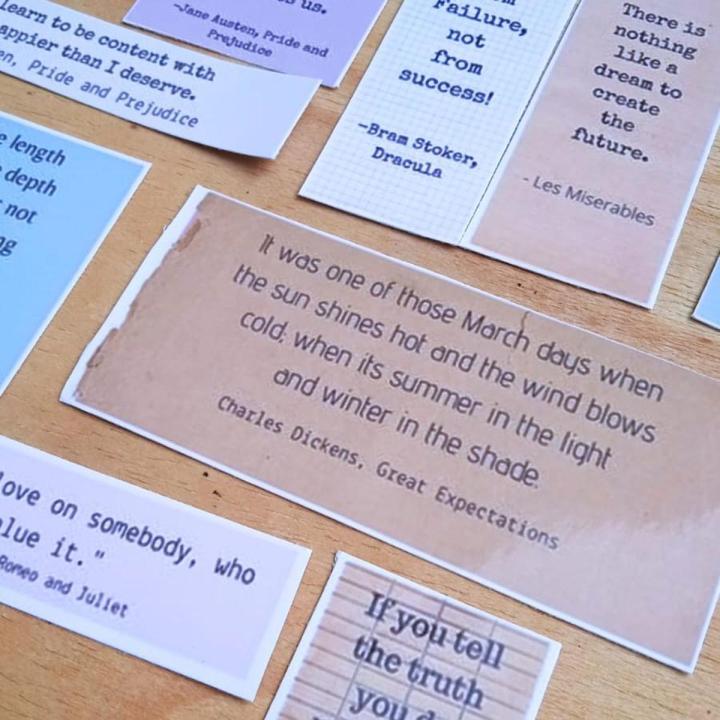 us.
~Jane Austen, Pride and
Prejudice
learn to be content with
appier than I deserve.
en, Pride and Prejudice
Failure,
not
from
success!
~Bram Stoker,
Dracula
There is
nothing
like a
dream to
create
the
future.
- Les Miserables
length
depth
not
It was one of those March days when
the sun shines hot and the wind blows
cold: when its summer in the light
and winter in the shade.
Charles Dickens, Great Expectations
love on somebody, who
alue it."
Romeo and Juliet
If you tell
the truth
you d